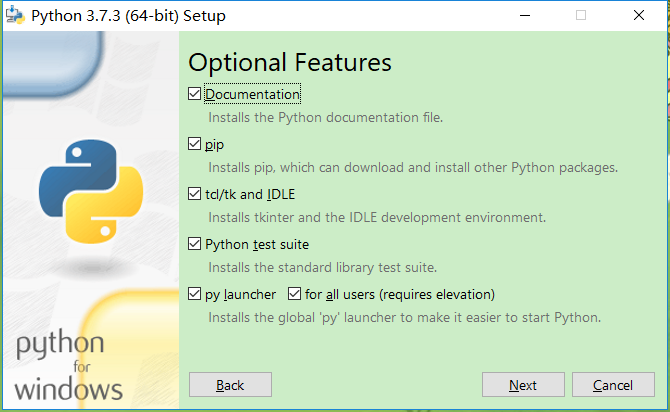 Python 3.7.3 (64-bit) Setup
Optional Features
Documentation
Installs the Python documentation file.
pip
Installs pip, which can download and install other Python packages.
tcl/tk and IDLE
Installs tkinter and the IDLE development environment.
Python test suite
Installs the standard library test suite.
py launcher for all users (requires elevation)
Installs the global 'py' launcher to make it easier to start Python.
python
for
windows
Back Next Cancel